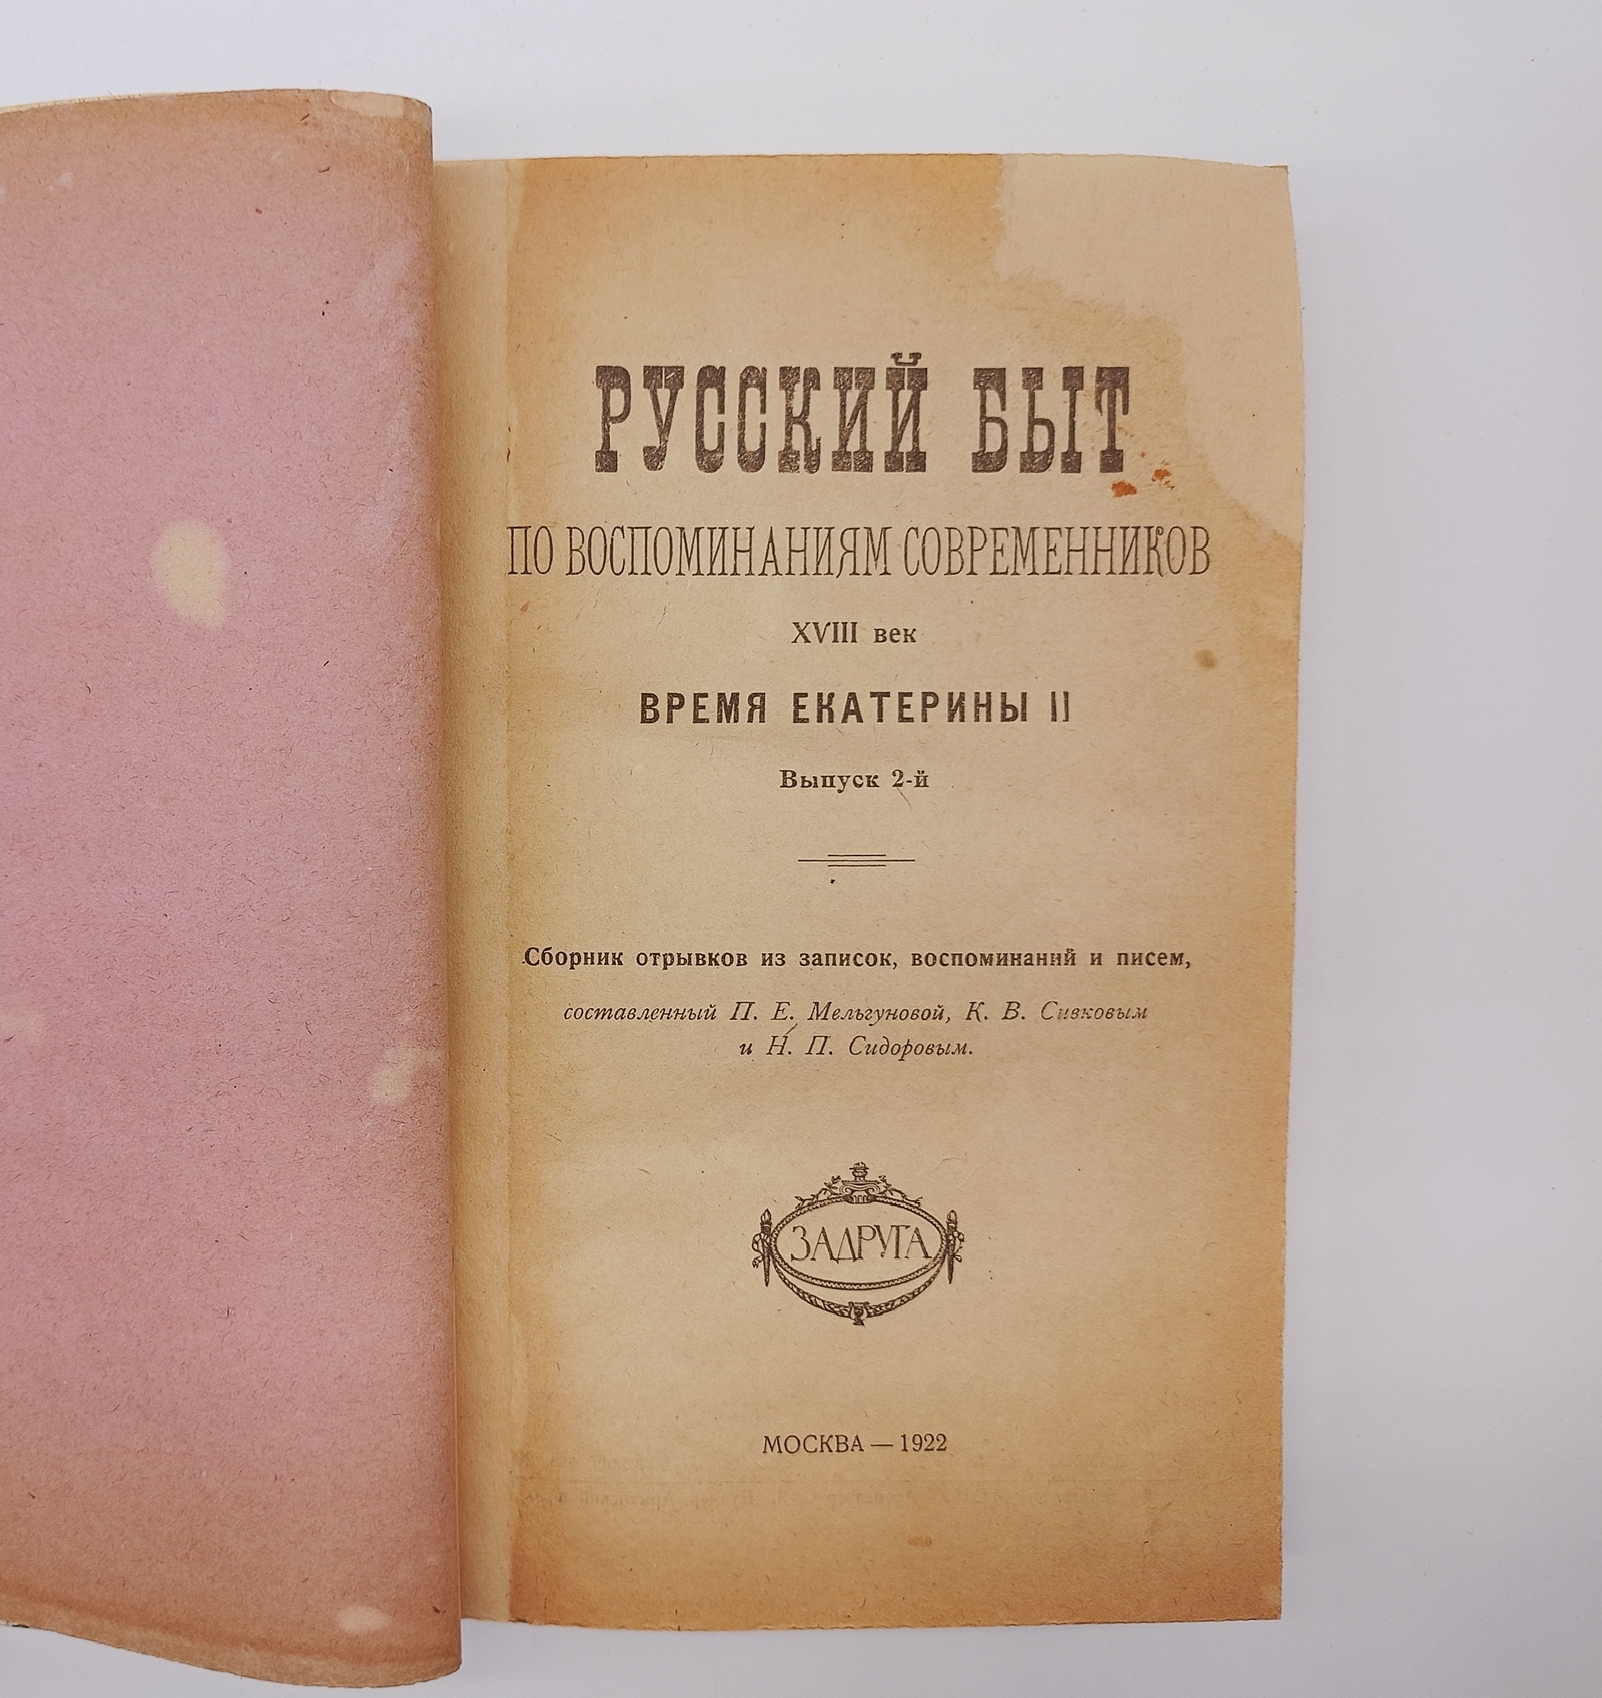 РУССКИЙ БЫТ
ПО ВОСПОМИНАНИЯМ СОВРЕМЕННИКОВ
XVIII век
ВРЕМЯ ЕКАТЕРИНЫ II
Выпуск 2-й
Сборник отрывков из записок, воспоминаний и писем,
составленный П. Е. Мельгуновой, К. В. Сивковым
и Н. П. Сидоровым.
ЗАДРУГА
МОСКВА — 1922